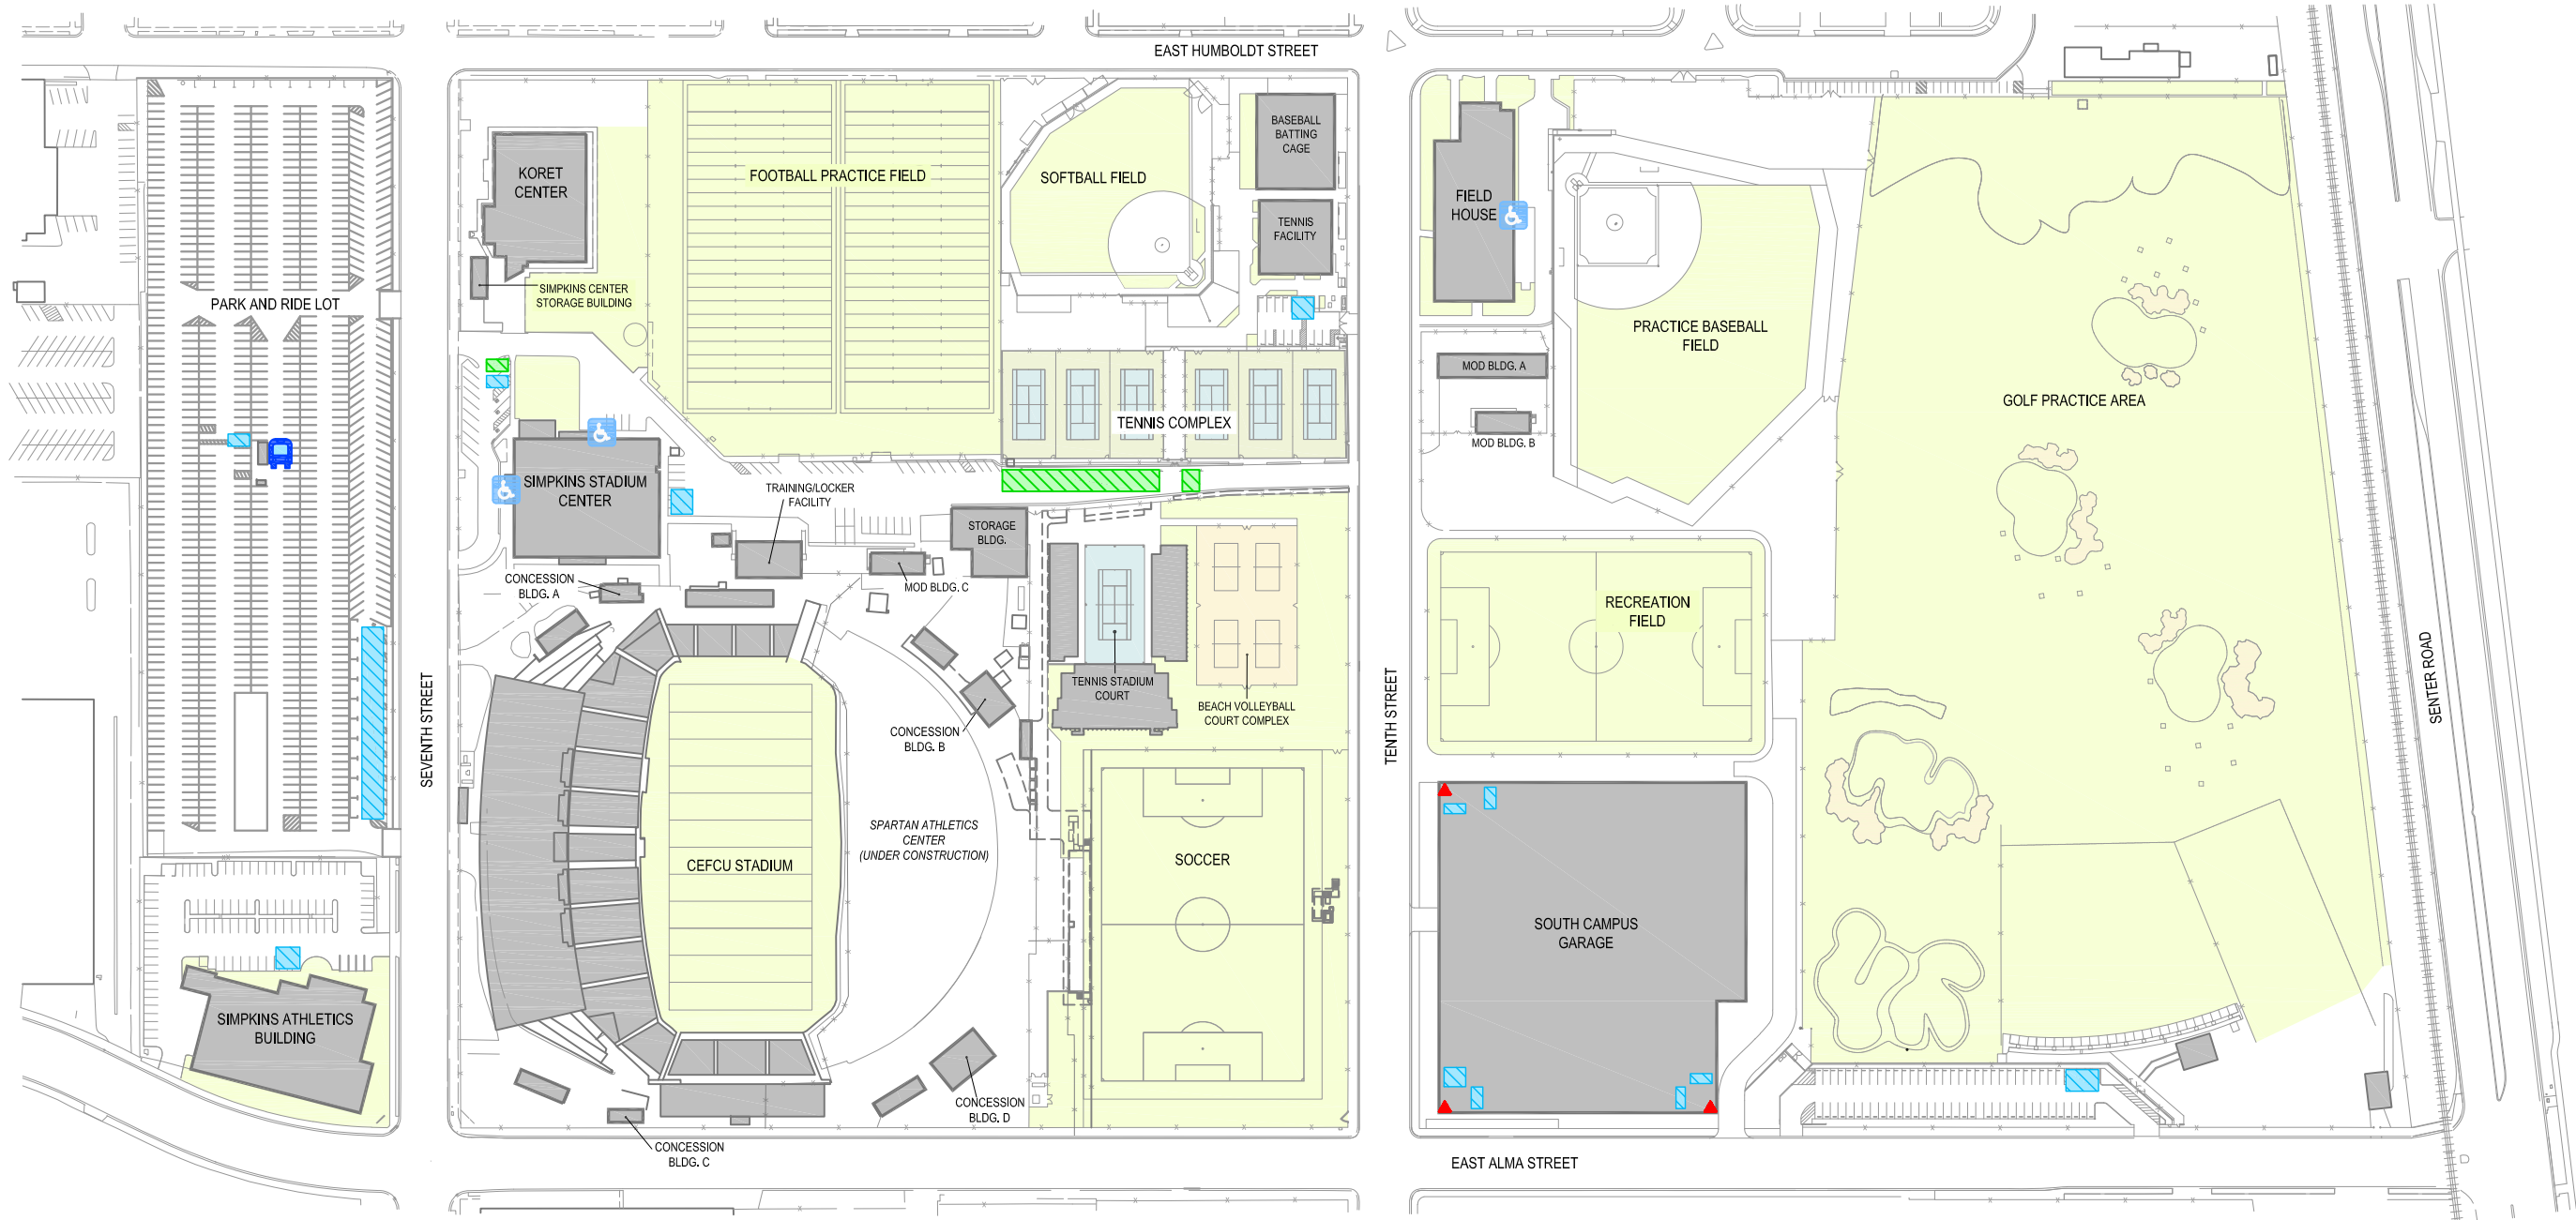 EAST HUMBOLDT STREET
KORET
CENTER
FOOTBALL PRACTICE FIELD
SOFTBALL FIELD
BASEBALL
BATTING
CAGE
TENNIS
FACILITY
FIELD
HOUSE
SIMPKINS CENTER
STORAGE BUILDING
PARK AND RIDE LOT
PRACTICE BASEBALL
FIELD
MOD BLDG. A
MOD BLDG. B
GOLF PRACTICE AREA
TENNIS COMPLEX
SIMPKINS STADIUM
CENTER
TRAINING/LOCKER
FACILITY
STORAGE
BLDG.
CONCESSION
BLDG. A
MOD BLDG. C
RECREATION
FIELD
TENNIS STADIUM
COURT
BEACH VOLLEYBALL
COURT COMPLEX
CONCESSION
BLDG. B
SEVENTH STREET
TENTH STREET
SENTER ROAD
SPARTAN ATHLETICS
CENTER
(UNDER CONSTRUCTION)
CEFCU STADIUM
SOCCER
SOUTH CAMPUS
GARAGE
SIMPKINS ATHLETICS
BUILDING
CONCESSION
BLDG. D
CONCESSION
BLDG. C
EAST ALMA STREET